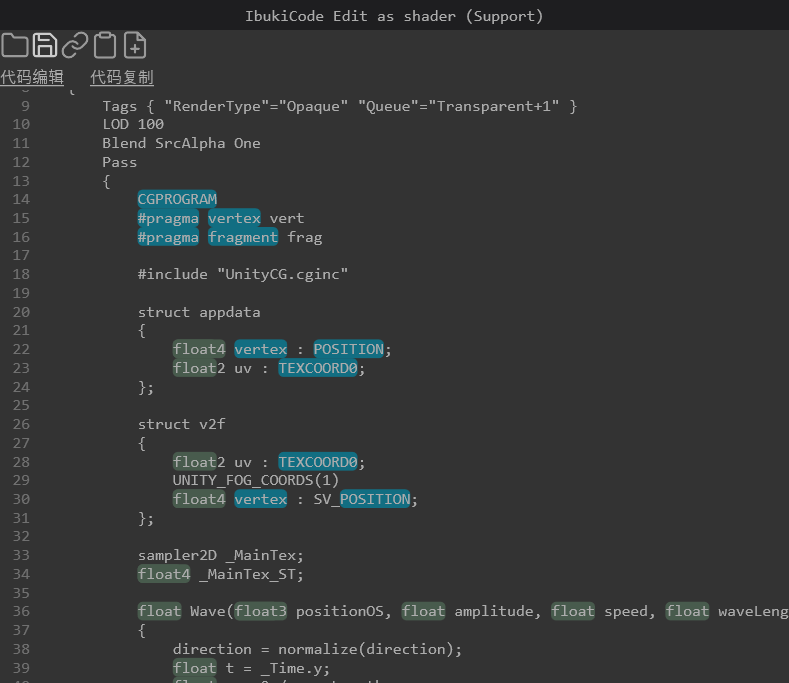 IbukiCode Edit as shader (Support)
代码编辑 代码复制
{
9 Tags { "RenderType"="Opaque" "Queue"="Transparent+1" }
10 LOD 100
11 Blend SrcAlpha One
12 Pass
13 {
14 CGPROGRAM
15 #pragma vertex vert
16 #pragma fragment frag
17
18 #include "UnityCG.cginc"
19
20 struct appdata
21 {
22 float4 vertex : POSITION;
23 float2 uv : TEXCOORD0;
24 };
25
26 struct v2f
27 {
28 float2 uv : TEXCOORD0;
29 UNITY_FOG_COORDS(1)
30 float4 vertex : SV_POSITION;
31 };
32
33 sampler2D _MainTex;
34 float4 _MainTex_ST;
35
36 float Wave(float3 positionOS, float amplitude, float speed, float waveLeng
37 {
38 direction = normalize(direction);
39 float t = _Time.y;